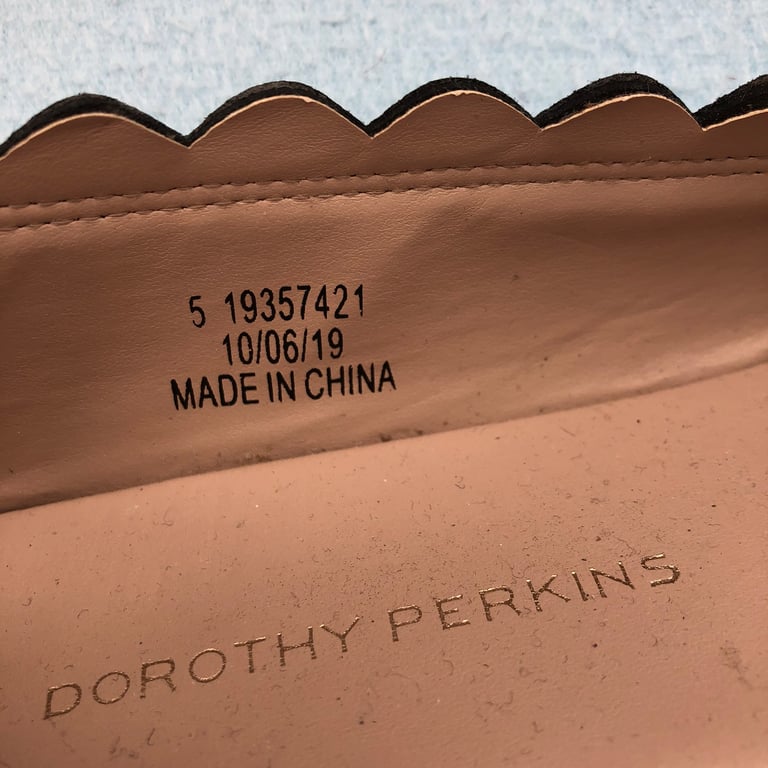 5 19357421
10/06/19
MADE IN CHINA
DOROTHY PERKINS